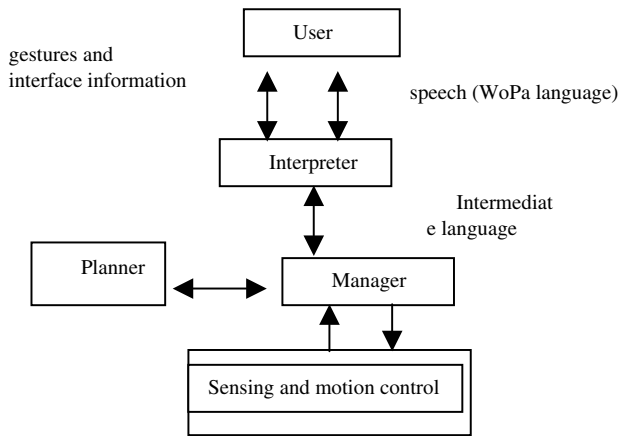 User
gestures and
interface information
speech (WoPa language)
Interpreter
Intermediat
e language
Planner
Manager
Sensing and motion control